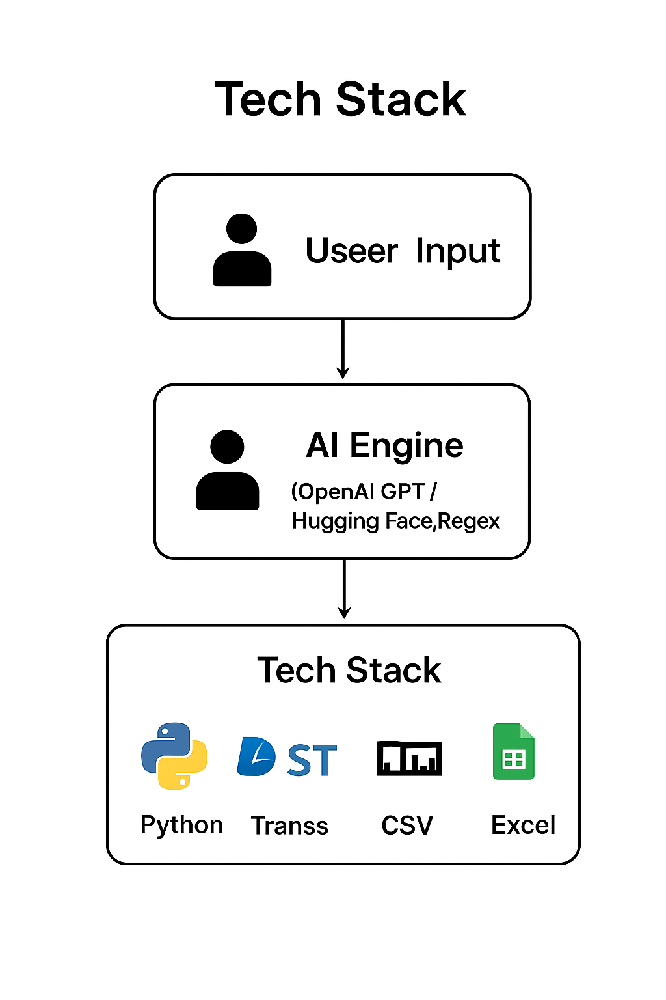 Tech Stack
Useer Input
AI Engine
(OpenAI GPT /
Hugging Face,Regex
Tech Stack
ST
Python Transs CSV Excel